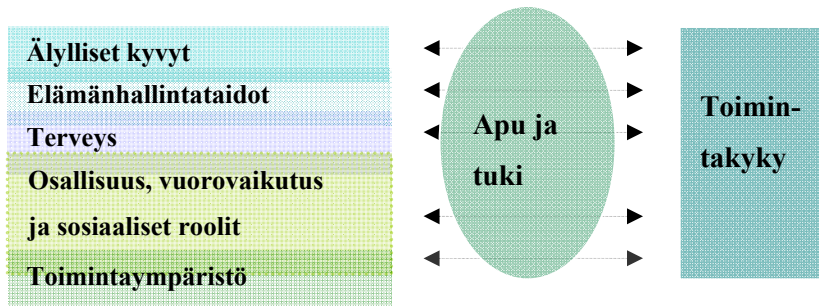 Älylliset kyvyt
Elämänhallintataidot
Terveys
Osallisuus, vuorovaikutus
ja sosiaaliset roolit
Toimintaympäristö
Apu ja
tuki
Toimin-
takyky